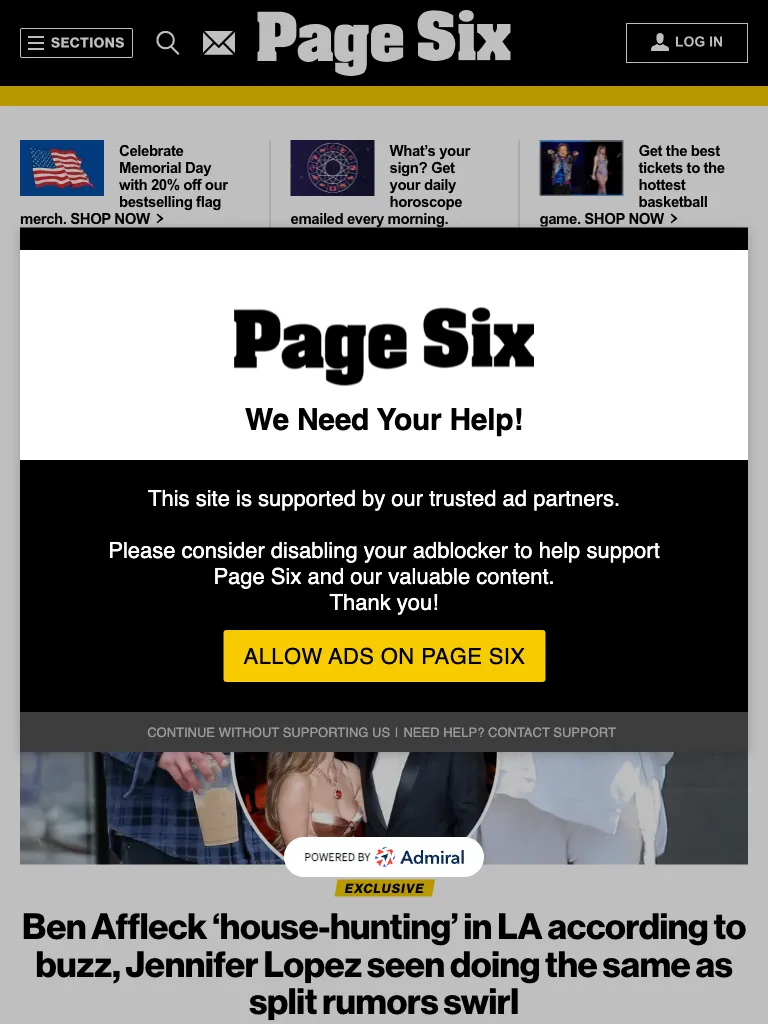 SECTIONS
Page Six
LOG IN
Celebrate
Memorial Day
with 20% off our
bestselling flag
merch. SHOP NOW >
What’s your
sign? Get
your daily
horoscope
emailed every morning.
Get the best
tickets to the
hottest
basketball
game. SHOP NOW >
Page Six
We Need Your Help!
This site is supported by our trusted ad partners.
Please consider disabling your adblocker to help support
Page Six and our valuable content.
Thank you!
ALLOW ADS ON PAGE SIX
CONTINUE WITHOUT SUPPORTING US | NEED HELP? CONTACT SUPPORT
POWERED BY Admiral
EXCLUSIVE
Ben Affleck ‘house-hunting’ in LA according to
buzz, Jennifer Lopez seen doing the same as
split rumors swirl